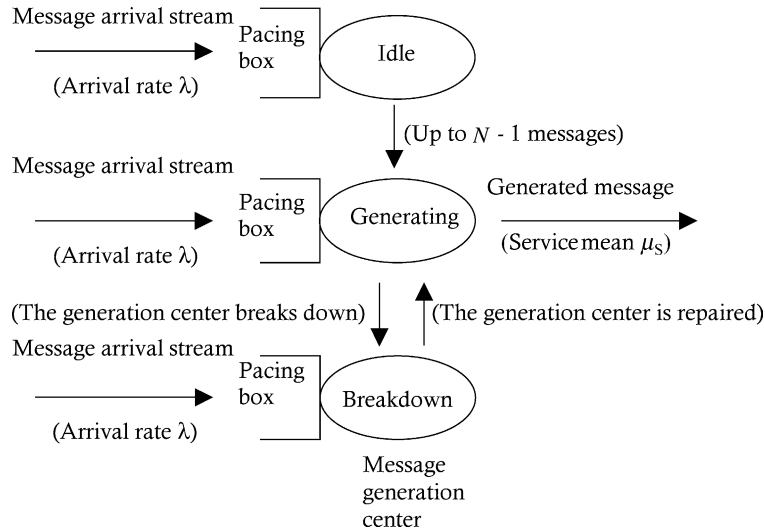 Message arrival stream
(Arrival rate λ)
Pacing
box
Idle
(Up to N - 1 messages)
Message arrival stream
(Arrival rate λ)
Pacing
box
Generating
Generated message
(Service mean μS)
(The generation center breaks down)
(The generation center is repaired)
Message arrival stream
(Arrival rate λ)
Pacing
box
Breakdown
Message
generation
center